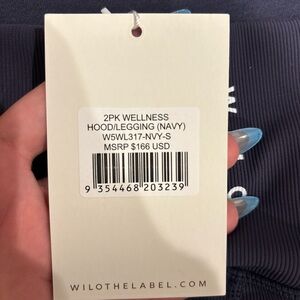 2PK WELLNESS
HOOD/LEGGING (NAVY)
W5WL317-NVY-S
MSRP $166 USD
9 354468 203239
WILOTHELABEL.COM